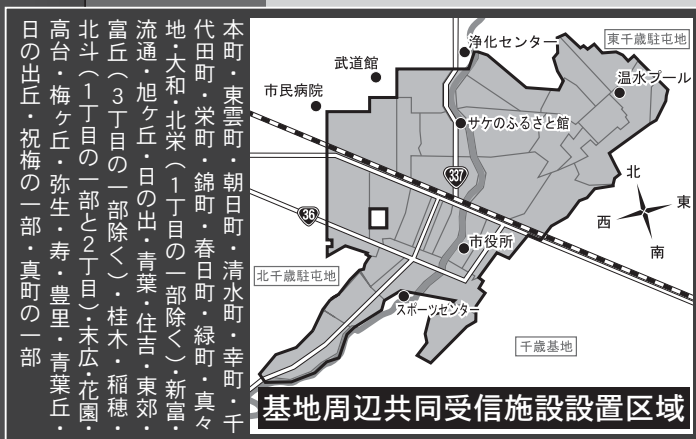 本町・東雲町・朝日町・清水町・幸町・千
代田町・栄町・錦町・春日町・緑町・真々
地・大和・北栄（1丁目の一部除く）・新富・
流通・旭ヶ丘・日の出・青葉・住吉・東郊・
富丘（3丁目の一部除く）・桂木・稲穂・
北斗（1丁目の一部と2丁目）・末広・花園・
高台・梅ヶ丘・弥生・寿・豊里・青葉丘・
日の出丘・祝梅の一部・真町の一部
浄化センター
東千歳駐屯地
武道館
温水プール
市民病院
サケのふるさと館
337
北
東
西
南
36
市役所
北千歳駐屯地
スポーツセンター
千歳基地
基地周辺共同受信施設設置区域